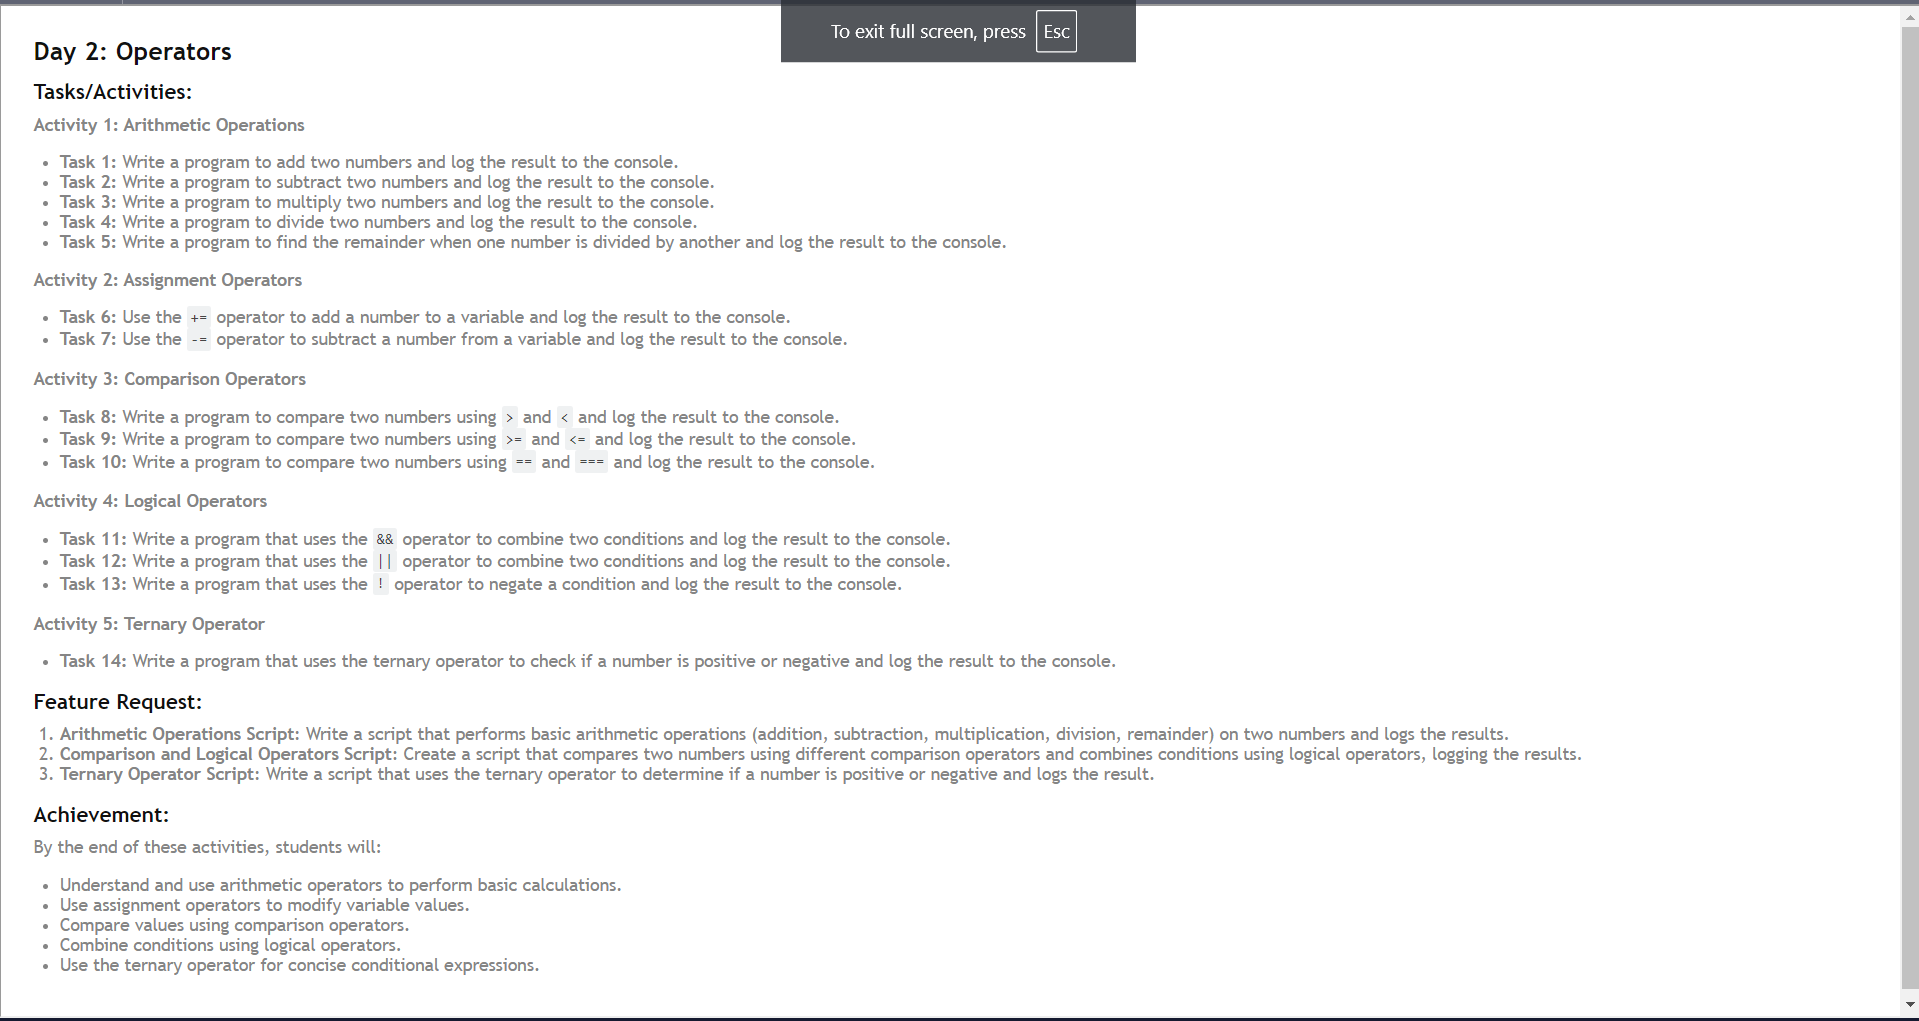 To exit full screen, press Esc
Day 2: Operators
Tasks/Activities:
Activity 1: Arithmetic Operations
• Task 1: Write a program to add two numbers and log the result to the console.
• Task 2: Write a program to subtract two numbers and log the result to the console.
• Task 3: Write a program to multiply two numbers and log the result to the console.
• Task 4: Write a program to divide two numbers and log the result to the console.
• Task 5: Write a program to find the remainder when one number is divided by another and log the result to the console.
Activity 2: Assignment Operators
• Task 6: Use the += operator to add a number to a variable and log the result to the console.
• Task 7: Use the -= operator to subtract a number from a variable and log the result to the console.
Activity 3: Comparison Operators
• Task 8: Write a program to compare two numbers using > and < and log the result to the console.
• Task 9: Write a program to compare two numbers using >= and <= and log the result to the console.
• Task 10: Write a program to compare two numbers using == and === and log the result to the console.
Activity 4: Logical Operators
• Task 11: Write a program that uses the && operator to combine two conditions and log the result to the console.
• Task 12: Write a program that uses the || operator to combine two conditions and log the result to the console.
• Task 13: Write a program that uses the ! operator to negate a condition and log the result to the console.
Activity 5: Ternary Operator
• Task 14: Write a program that uses the ternary operator to check if a number is positive or negative and log the result to the console.
Feature Request:
1. Arithmetic Operations Script: Write a script that performs basic arithmetic operations (addition, subtraction, multiplication, division, remainder) on two numbers and logs the results.
2. Comparison and Logical Operators Script: Create a script that compares two numbers using different comparison operators and combines conditions using logical operators, logging the results.
3. Ternary Operator Script: Write a script that uses the ternary operator to determine if a number is positive or negative and logs the result.
Achievement:
By the end of these activities, students will:
• Understand and use arithmetic operators to perform basic calculations.
• Use assignment operators to modify variable values.
• Compare values using comparison operators.
• Combine conditions using logical operators.
• Use the ternary operator for concise conditional expressions.